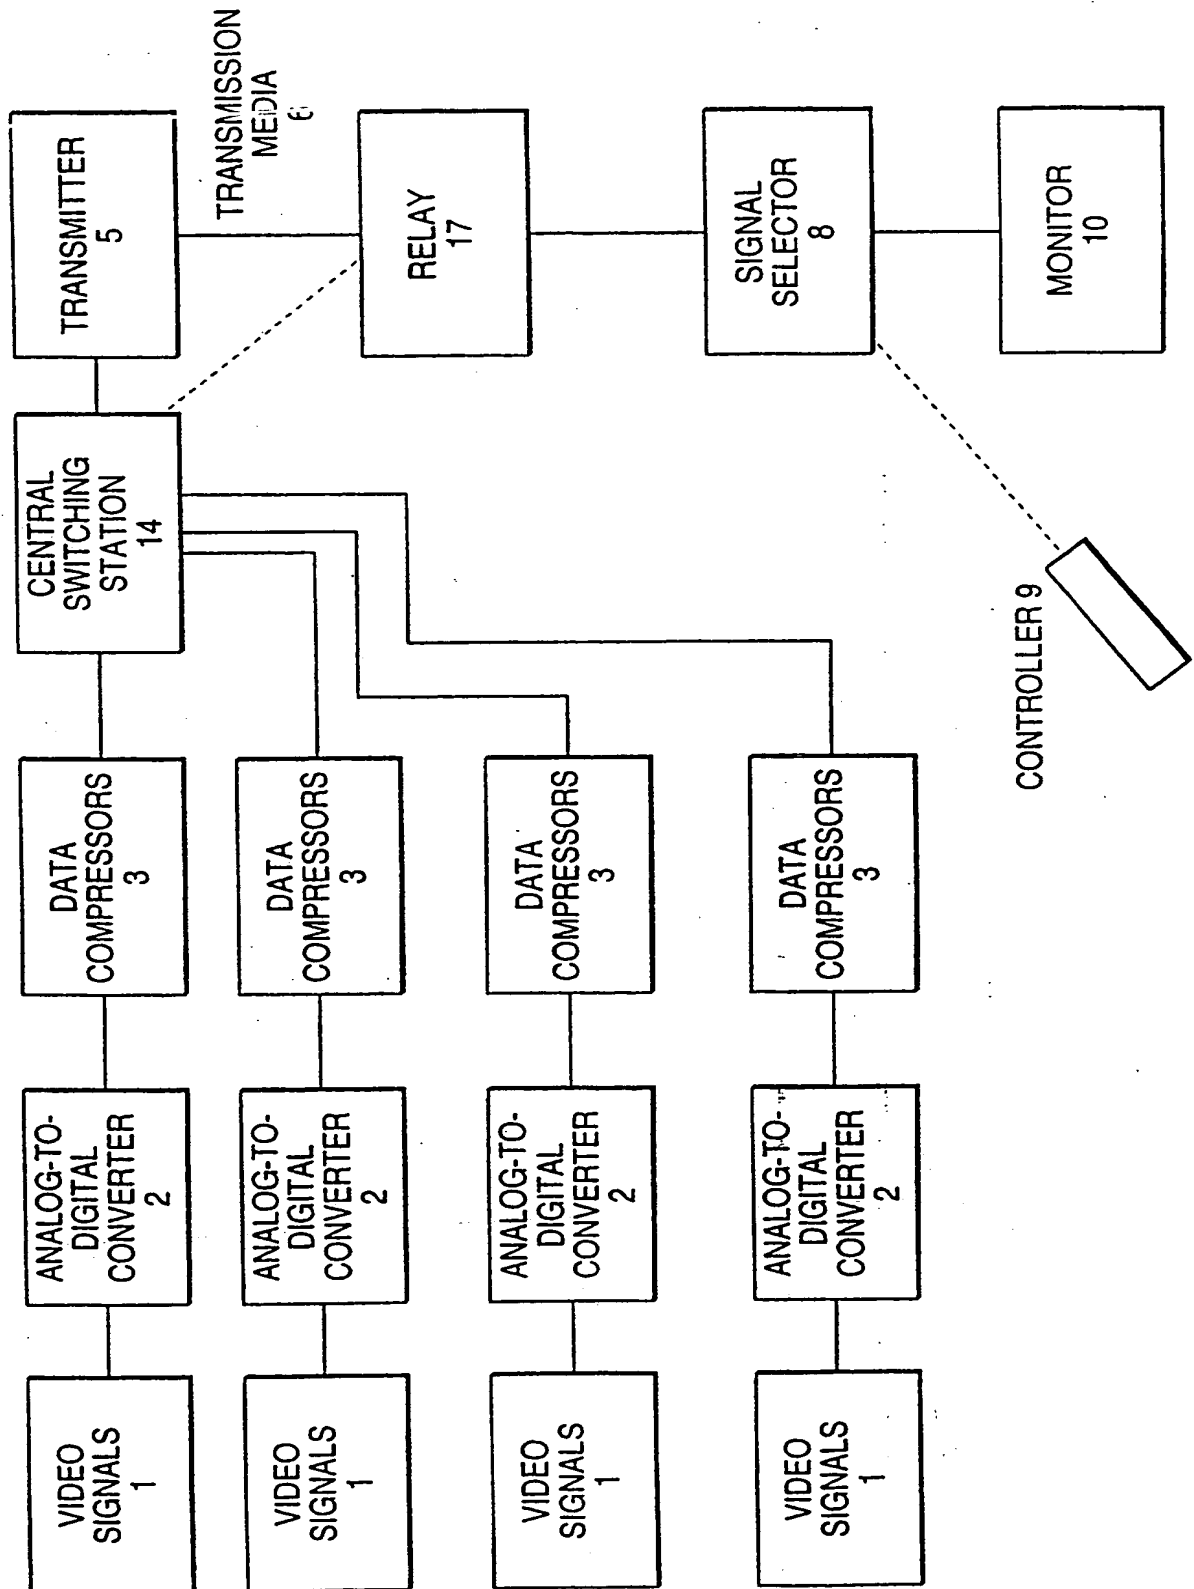 VIDEO
SIGNALS
1
ANALOG-TO-
DIGITAL
CONVERTER
2
DATA
COMPRESSORS
3
CENTRAL
SWITCHING
STATION
14
TRANSMITTER
5
VIDEO
SIGNALS
1
ANALOG-TO-
DIGITAL
CONVERTER
2
DATA
COMPRESSORS
3
TRANSMISSION
MEDIA
6
VIDEO
SIGNALS
1
ANALOG-TO-
DIGITAL
CONVERTER
2
DATA
COMPRESSORS
3
RELAY
17
VIDEO
SIGNALS
1
ANALOG-TO-
DIGITAL
CONVERTER
2
DATA
COMPRESSORS
3
SIGNAL
SELECTOR
8
CONTROLLER 9
MONITOR
10